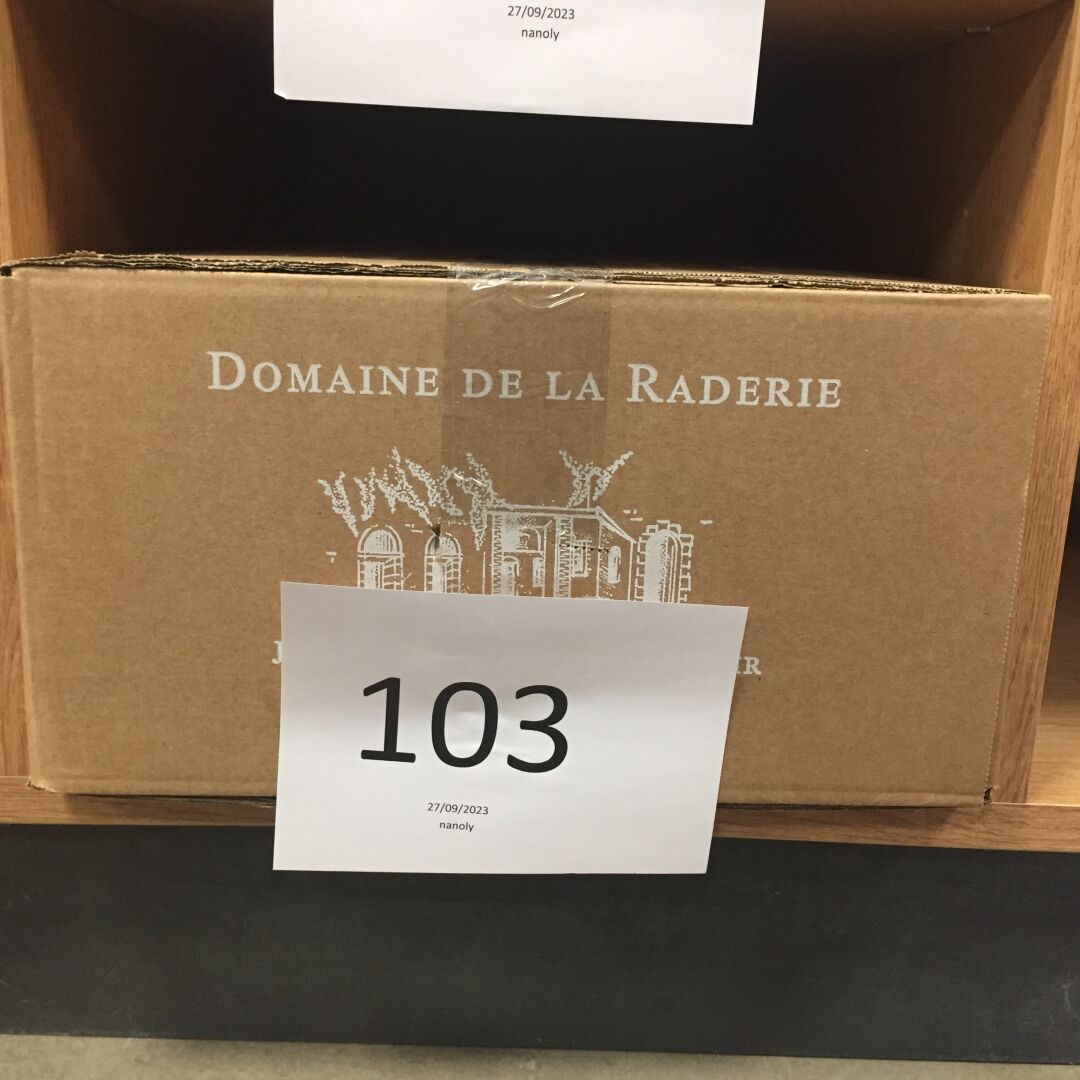 27/09/2023
nanoly
DOMAINE DE LA RADERIE
103
27/09/2023
nanoly